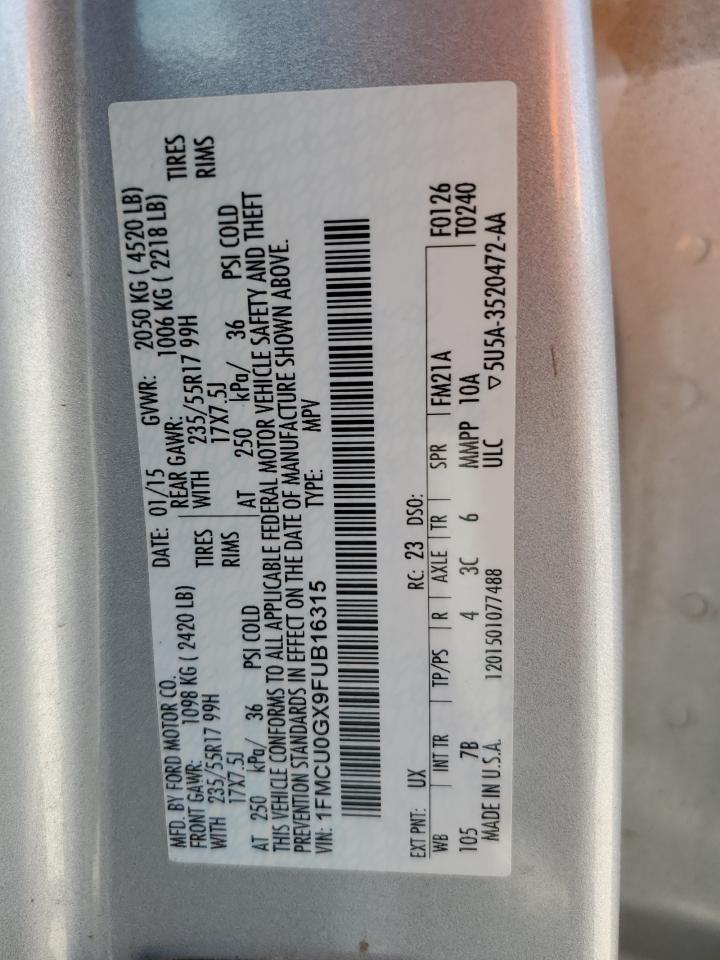 MFD. BY FORD MOTOR CO.
DATE: 01/15 GVWR: 2050 KG ( 4520 LB)
FRONT GAWR: 1098 KG ( 2420 LB) REAR GAWR: 1006 KG ( 2218 LB)
WITH 235/55R17 99H TIRES WITH 235/55R17 99H TIRES
17X7.5J RIMS 17X7.5J RIMS
AT 250 kPa/ 36 PSI COLD AT 250 kPa/ 36 PSI COLD
THIS VEHICLE CONFORMS TO ALL APPLICABLE FEDERAL MOTOR VEHICLE SAFETY AND THEFT
PREVENTION STANDARDS IN EFFECT ON THE DATE OF MANUFACTURE SHOWN ABOVE.
VIN: 1FMCU0GX9FUB16315 TYPE: MPV
EXT PNT: UX RC: 23 DSO:
WB INT TR TP/PS R AXLE TR SPR FM21A F0126
105 7B 4 3C 6 MMPP 10A T0240
MADE IN U.S.A. 1201501077488 ULC ▽5U5A-3520472-AA